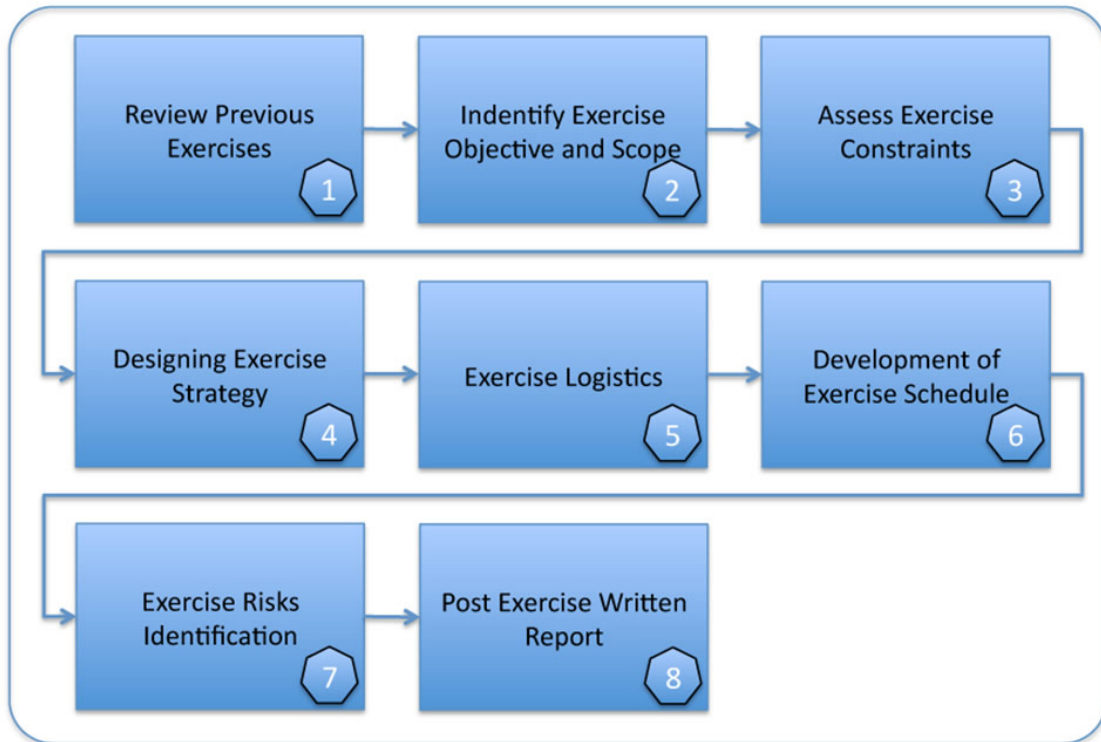 Review Previous
Exercises
1
Indentify Exercise
Objective and Scope
2
Assess Exercise
Constraints
3
Designing Exercise
Strategy
4
Exercise Logistics
5
Development of
Exercise Schedule
6
Exercise Risks
Identification
7
Post Exercise Written
Report
8